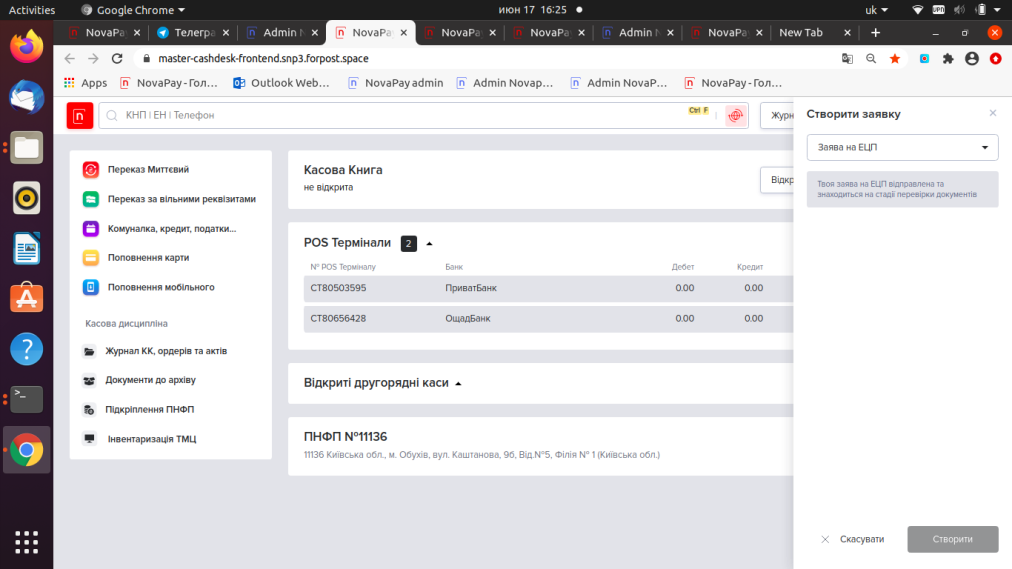 Activities
Google Chrome
июн 17 16:25
uk
NovaPay
Телегра
Admin N
NovaPa
NovaPay
NovaPay
Admin N
NovaPa
New Tab
master-cashdesk-frontend.snp3.forpost.space
Apps
NovaPay - Гол...
Outlook Web...
NovaPay admin
Admin Novap...
Admin NovaP...
NovaPay - Гол...
КНП | ЕН | Телефон
Ctrl F
Журн
Переказ Миттєвий
Переказ за вільними реквізитами
Комуналка, кредит, податки...
Поповнення карти
Поповнення мобільного
Касова дисципліна
Журнал КК, ордерів та актів
Документи до архіву
Підкріплення ПНФП
Інвентаризація ТМЦ
Касова Книга
не відкрита
Відкр
POS Термінали 2
№ POS Терміналу Банк Дебет Кредит
CT80503595 ПриватБанк 0.00 0.00
CT80656428 ОщадБанк 0.00 0.00
Відкриті другорядні каси
ПНФП №11136
11136 Київська обл., м. Обухів, вул. Каштанова, 9б, Від.№5, Філія № 1 (Київська обл.)
Створити заявку
Заява на ЕЦП
Твоя заява на ЕЦП відправлена та
знаходиться на стадії перевірки документів
Скасувати
Створити